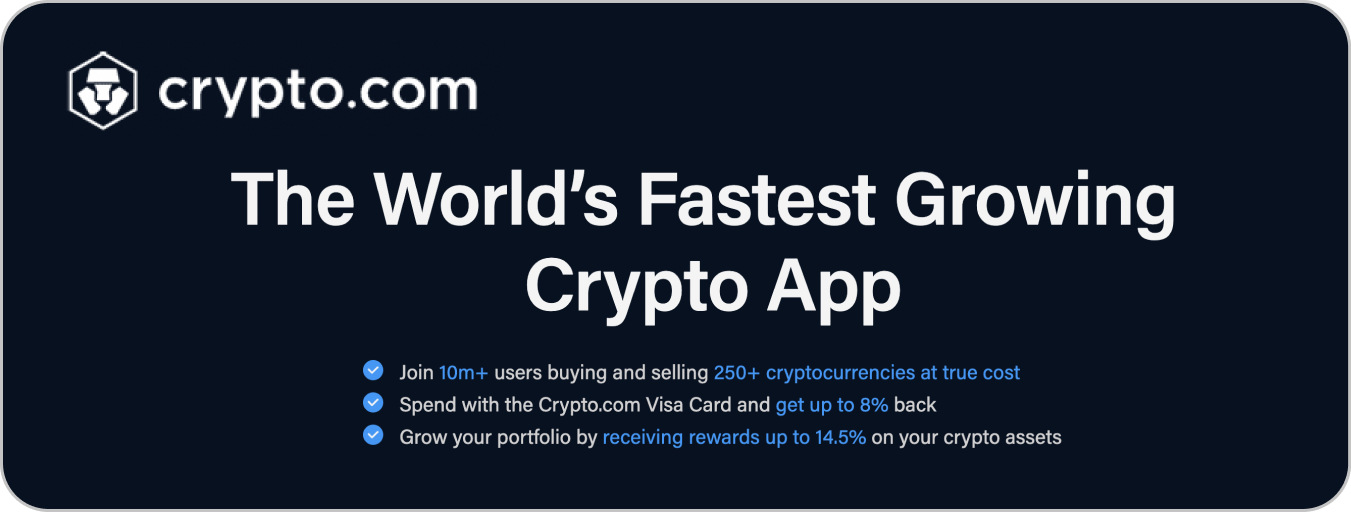 crypto.com
The World’s Fastest Growing
Crypto App
Join 10m+ users buying and selling 250+ cryptocurrencies at true cost
Spend with the Crypto.com Visa Card and get up to 8% back
Grow your portfolio by receiving rewards up to 14.5% on your crypto assets